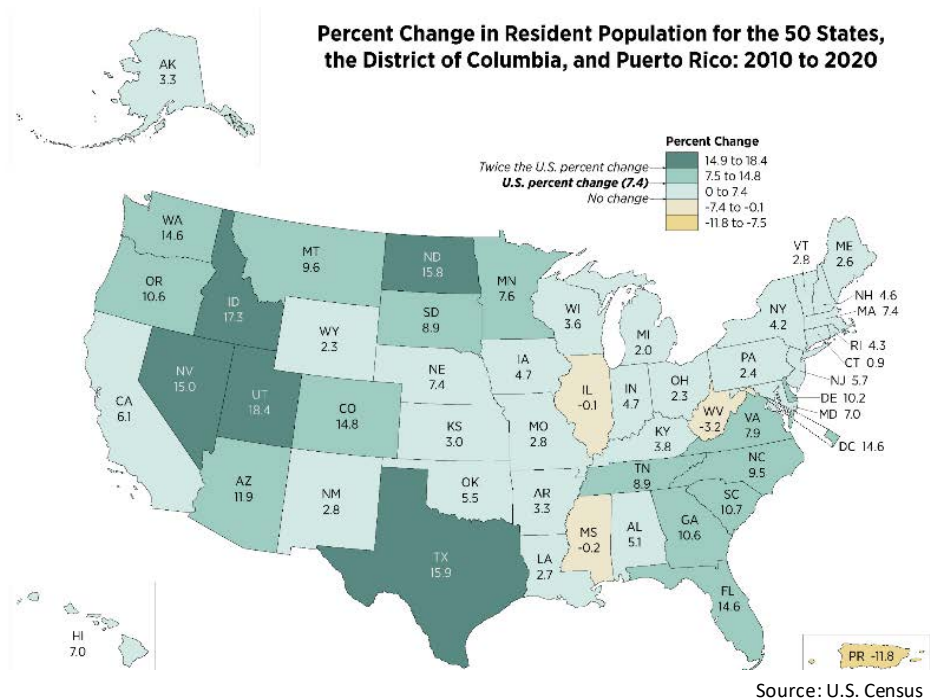 Percent Change in Resident Population for the 50 States,
the District of Columbia, and Puerto Rico: 2010 to 2020
AK
3.3
Percent Change
Twice the U.S. percent change
14.9 to 18.4
U.S. percent change (7.4)
7.5 to 14.8
No change
0 to 7.4
-7.4 to -0.1
-11.8 to -7.5
WA
14.6
OR
10.6
CA
6.1
ID
17.3
NV
15.0
MT
9.6
WY
2.3
UT
18.4
AZ
11.9
CO
14.8
NM
2.8
ND
15.8
SD
8.9
NE
7.4
KS
3.0
OK
5.5
TX
15.9
MN
7.6
IA
4.7
MO
2.8
AR
3.3
LA
2.7
WI
3.6
IL
-0.1
MS
-0.2
MI
2.0
IN
4.7
OH
2.3
KY
3.8
TN
8.9
AL
5.1
GA
10.6
FL
14.6
SC
10.7
NC
9.5
VA
7.9
WV
-3.2
PA
2.4
NY
4.2
VT
2.8
ME
2.6
NH 4.6
MA 7.4
RI 4.3
CT 0.9
NJ 5.7
DE 10.2
MD 7.0
DC 14.6
HI
7.0
PR -11.8
Source: U.S. Census